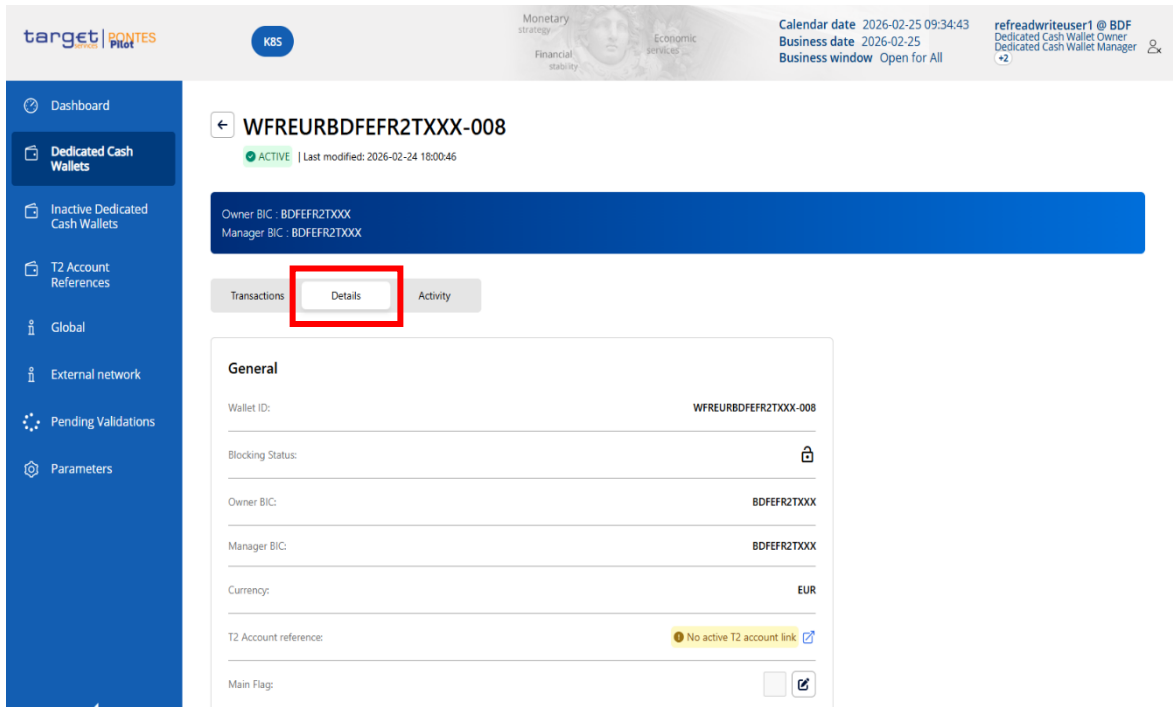 target | PONTES
services Pilot
K8S
Monetary
strategy
Economic
services
Financial
stability
Calendar date 2026-02-25 09:34:43
Business date 2026-02-25
Business window Open for All
refreadwriteuser1 @ BDF
Dedicated Cash Wallet Owner
Dedicated Cash Wallet Manager
+2
Dashboard
Dedicated Cash
Wallets
Inactive Dedicated
Cash Wallets
T2 Account
References
Global
External network
Pending Validations
Parameters
WFREURBDFEFR2TXXX-008
ACTIVE | Last modified: 2026-02-24 18:00:46
Owner BIC : BDFEFR2TXXX
Manager BIC : BDFEFR2TXXX
Transactions Details Activity
General
Wallet ID: WFREURBDFEFR2TXXX-008
Blocking Status:
Owner BIC: BDFEFR2TXXX
Manager BIC: BDFEFR2TXXX
Currency: EUR
T2 Account reference: No active T2 account link
Main Flag: